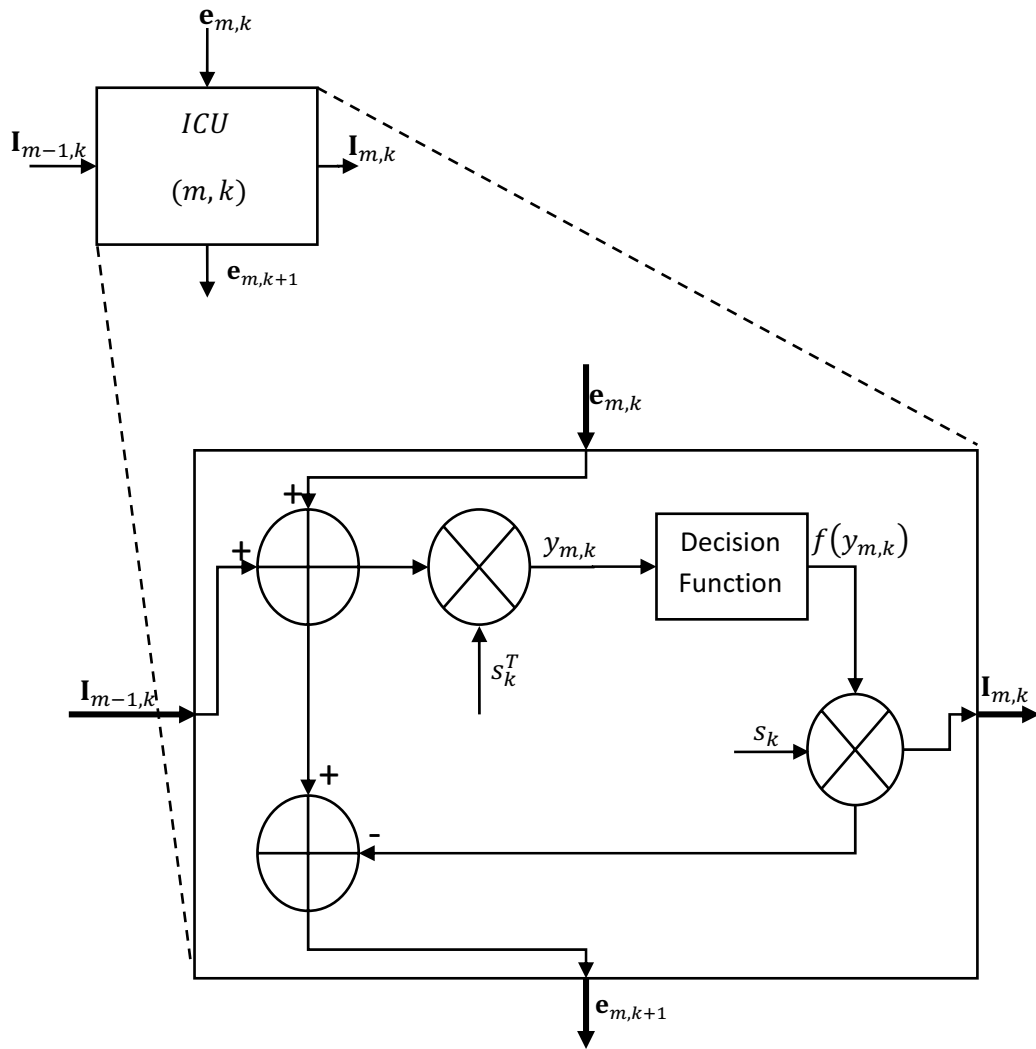 𝐞_{m,k}
ICU
𝐈_{m−1,k}
𝐈_{m,k}
(m, k)
𝐞_{m,k+1}
𝐞_{m,k}
+
+
y_{m,k}
Decision
Function
f(y_{m,k})
s_k^T
𝐈_{m−1,k}
𝐈_{m,k}
s_k
+
-
𝐞_{m,k+1}